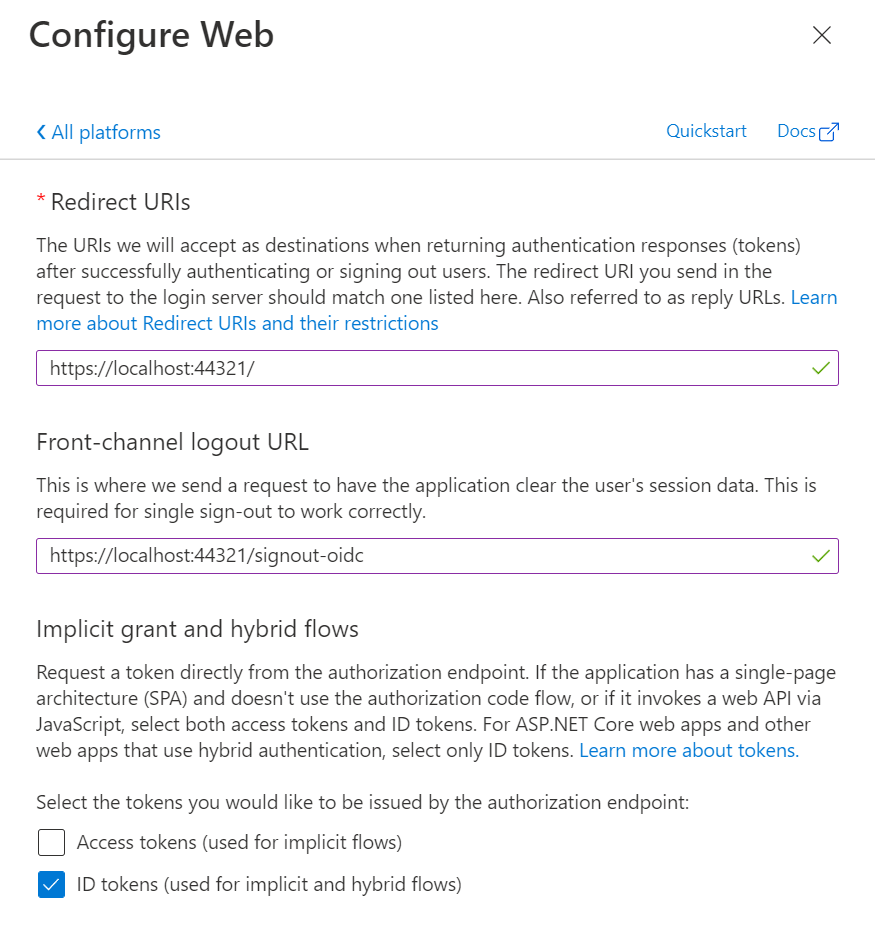 Configure Web
All platforms
Quickstart
Docs
* Redirect URIs
The URIs we will accept as destinations when returning authentication responses (tokens)
after successfully authenticating or signing out users. The redirect URI you send in the
request to the login server should match one listed here. Also referred to as reply URLs. Learn
more about Redirect URIs and their restrictions
https://localhost:44321/
Front-channel logout URL
This is where we send a request to have the application clear the user's session data. This is
required for single sign-out to work correctly.
https://localhost:44321/signout-oidc
Implicit grant and hybrid flows
Request a token directly from the authorization endpoint. If the application has a single-page
architecture (SPA) and doesn't use the authorization code flow, or if it invokes a web API via
JavaScript, select both access tokens and ID tokens. For ASP.NET Core web apps and other
web apps that use hybrid authentication, select only ID tokens. Learn more about tokens.
Select the tokens you would like to be issued by the authorization endpoint:
Access tokens (used for implicit flows)
ID tokens (used for implicit and hybrid flows)